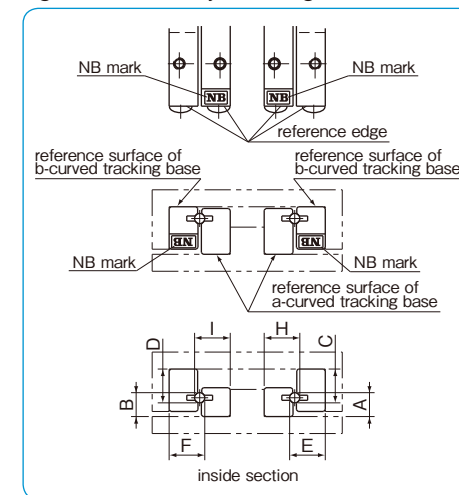 NB mark
NB mark
NB
NB
reference edge
reference surface of
b-curved tracking base
reference surface of
b-curved tracking base
NB
NB
NB mark
NB mark
reference surface of
a-curved tracking base
D
I
H
C
B
A
F
E
inside section